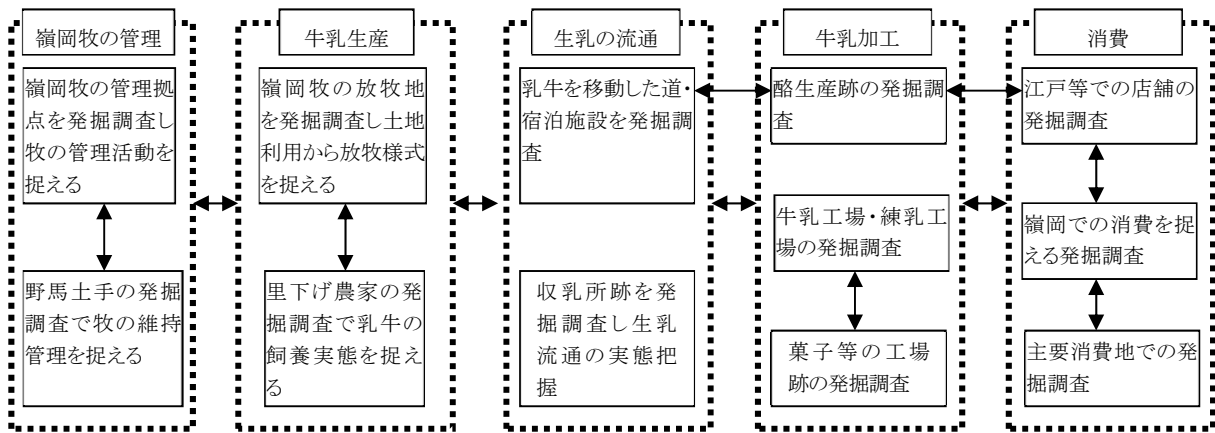 嶺岡牧の管理
嶺岡牧の管理拠
点を発掘調査し
牧の管理活動を
捉える
野馬土手の発掘
調査で牧の維持
管理を捉える
牛乳生産
嶺岡牧の放牧地
を発掘調査し土地
利用から放牧様式
を捉える
里下げ農家の発
掘調査で乳牛の
飼養実態を捉え
る
生乳の流通
乳牛を移動した道・
宿泊施設を発掘調
査
収乳所跡を発
掘調査し生乳
流通の実態把
握
牛乳加工
酪生産跡の発掘調
査
牛乳工場・練乳工
場の発掘調査
菓子等の工場
跡の発掘調査
消費
江戸等での店舗の
発掘調査
嶺岡での消費を捉
える発掘調査
主要消費地での発
掘調査